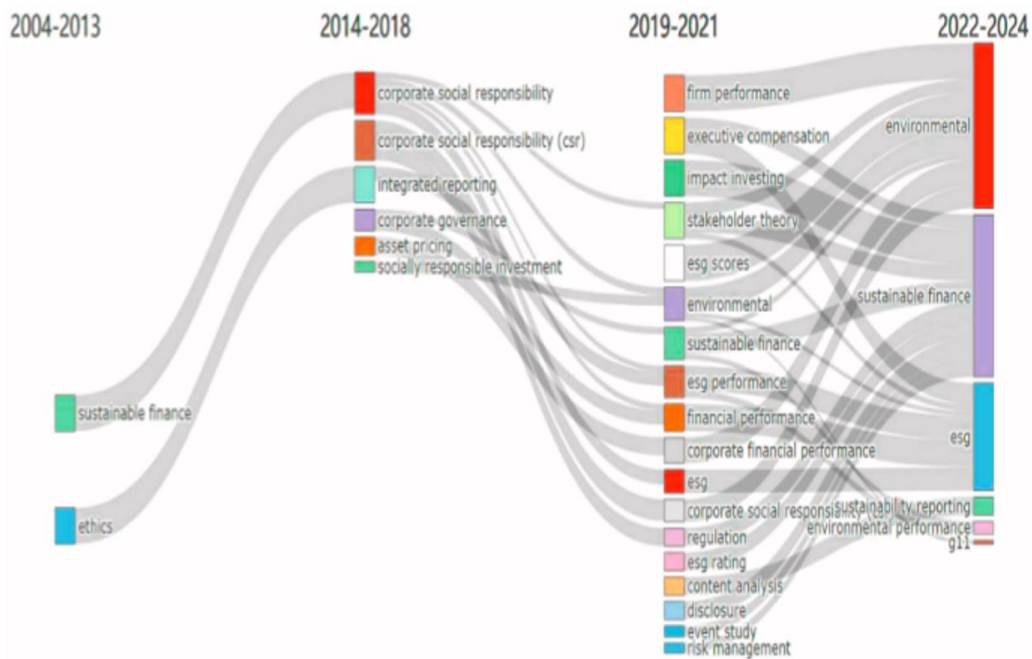 2004-2013
2014-2018
2019-2021
2022-2024
sustainable finance
ethics
corporate social responsibility
corporate social responsibility (csr)
integrated reporting
corporate governance
asset pricing
socially responsible investment
firm performance
executive compensation
impact investing
stakeholder theory
esg scores
environmental
sustainable finance
esg performance
financial performance
corporate financial performance
esg
corporate social responsibility
regulation
esg rating
content analysis
disclosure
event study
risk management
environmental
sustainable finance
esg
sustainability reporting
environmental performance
g11